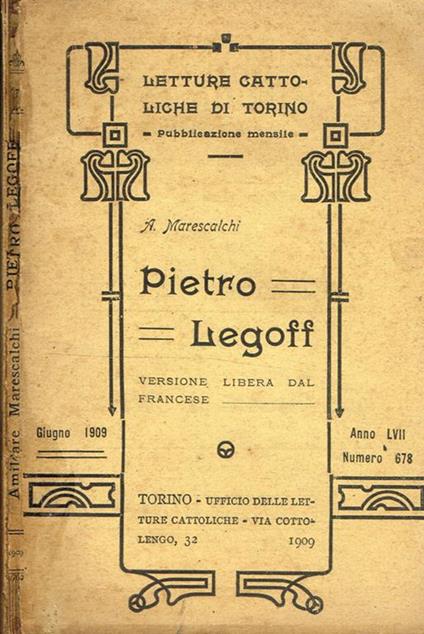 LETTURE CATTO-
LICHE DI TORINO
- Pubblicazione mensile -
A. Marescalchi
Pietro
Legoff
VERSIONE LIBERA DAL
FRANCESE
Giugno 1909
Anno LVII
Numero 678
TORINO - UFFICIO DELLE LET-
TURE CATTOLICHE - VIA COTTO-
LENGO, 32 1909
Amilcare Marescalchi - PIETRO LEGOFF
1909